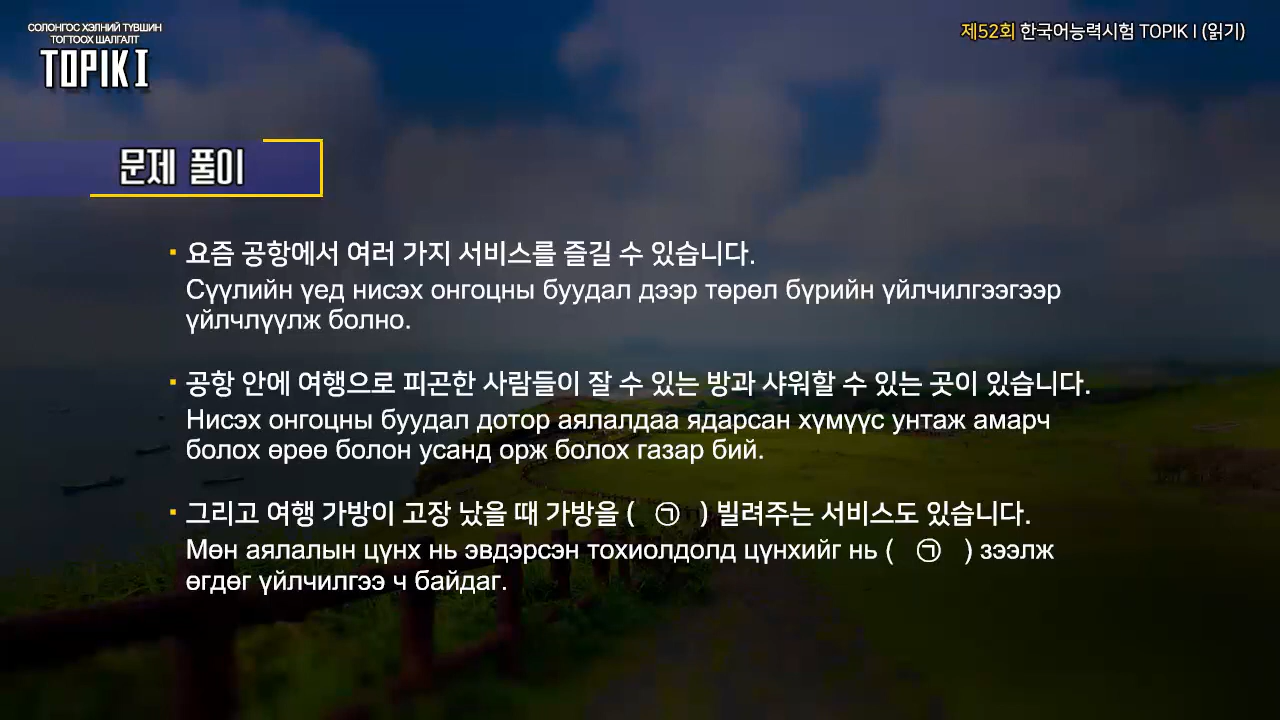 СОЛОНГОС ХЭЛНИЙ ТҮВШИН
ТОГТООХ ШАЛГАЛТ
TOPIK I
제52회 한국어능력시험 TOPIK I (읽기)
문제 풀이
▪ 요즘 공항에서 여러 가지 서비스를 즐길 수 있습니다.
Сүүлийн үед нисэх онгоцны буудал дээр төрөл бүрийн үйлчилгээгээр
үйлчлүүлж болно.
▪ 공항 안에 여행으로 피곤한 사람들이 잘 수 있는 방과 샤워할 수 있는 곳이 있습니다.
Нисэх онгоцны буудал дотор аялалдаа ядарсан хүмүүс унтаж амарч
болох өрөө болон усанд орж болох газар бий.
▪ 그리고 여행 가방이 고장 났을 때 가방을 ( ㉠ ) 빌려주는 서비스도 있습니다.
Мөн аялалын цүнх нь эвдэрсэн тохиолдолд цүнхийг нь ( ㉠ ) зээлж
өгдөг үйлчилгээ ч байдаг.